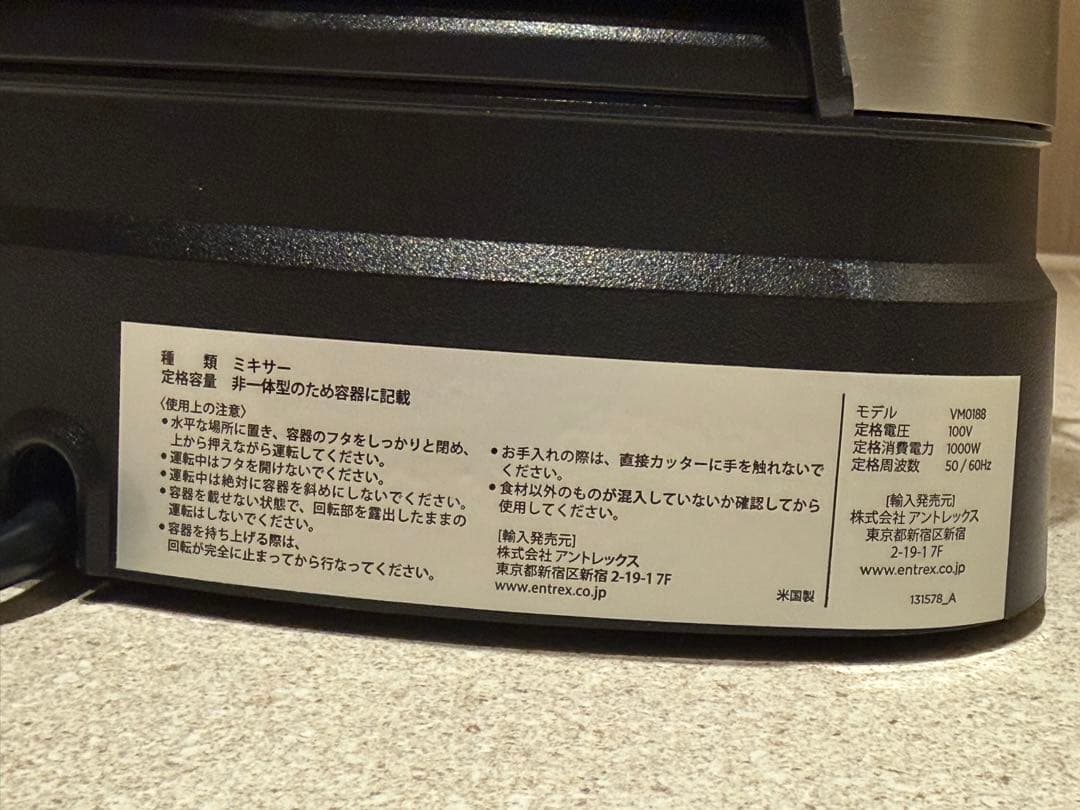 種 類 ミキサー
定格容量 非一体型のため容器に記載
〈使用上の注意〉
●水平な場所に置き、容器のフタをしっかりと閉め、
上から押えながら運転してください。
●運転中はフタを開けないでください。
●運転中は絶対に容器を斜めにしないでください。
●容器を載せない状態で、回転部を露出したままの
運転はしないでください。
●容器を持ち上げる際は、
回転が完全に止まってから行なってください。
●お手入れの際は、直接カッターに手を触れないで
ください。
●食材以外のものが混入していないか確認してから
使用してください。
[輸入発売元]
株式会社 アントレックス
東京都新宿区新宿 2-19-1 7F
www.entrex.co.jp
米国製
モデル VM0188
定格電圧 100V
定格消費電力 1000W
定格周波数 50 / 60Hz
[輸入発売元]
株式会社 アントレックス
東京都新宿区新宿
2-19-1 7F
www.entrex.co.jp
131578_A